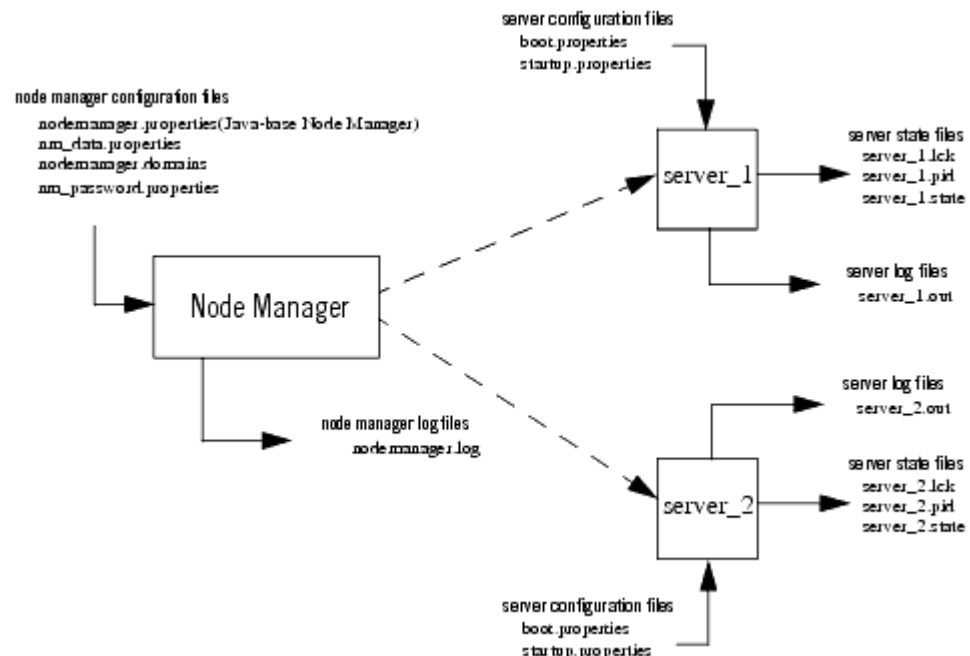 server configuration files
boot.properties
startup.properties
node manager configuration files
nodemanager.properties(Java-base Node Manager)
nm_data.properties
nodemanager.domains
nm_password.properties
server_1
server state files
server_1.lck
server_1.pid
server_1.state
server log files
server_1.out
Node Manager
node manager log files
nodemanager.log
server log files
server_2.out
server_2
server state files
server_2.lck
server_2.pid
server_2.state
server configuration files
boot.properties
startup.properties